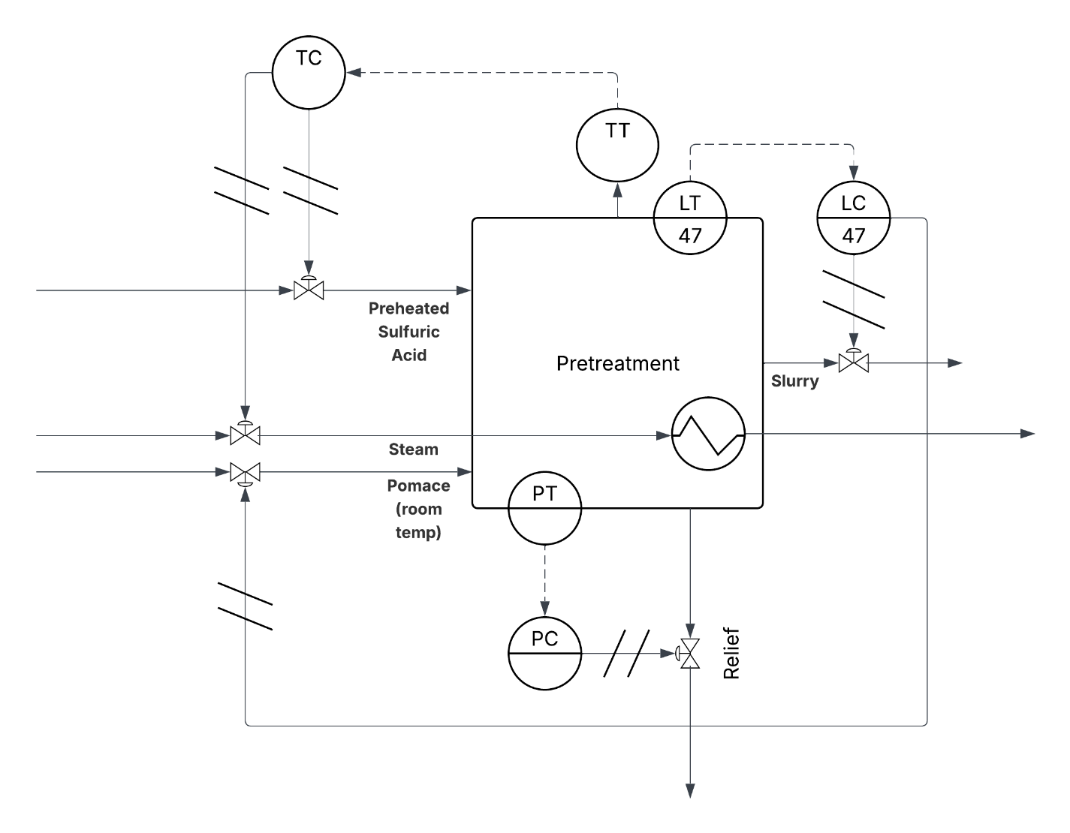 TC
TT
LT
47
LC
47
Preheated
Sulfuric
Acid
Pretreatment
Slurry
Steam
Pomace
(room
temp)
PT
PC
Relief